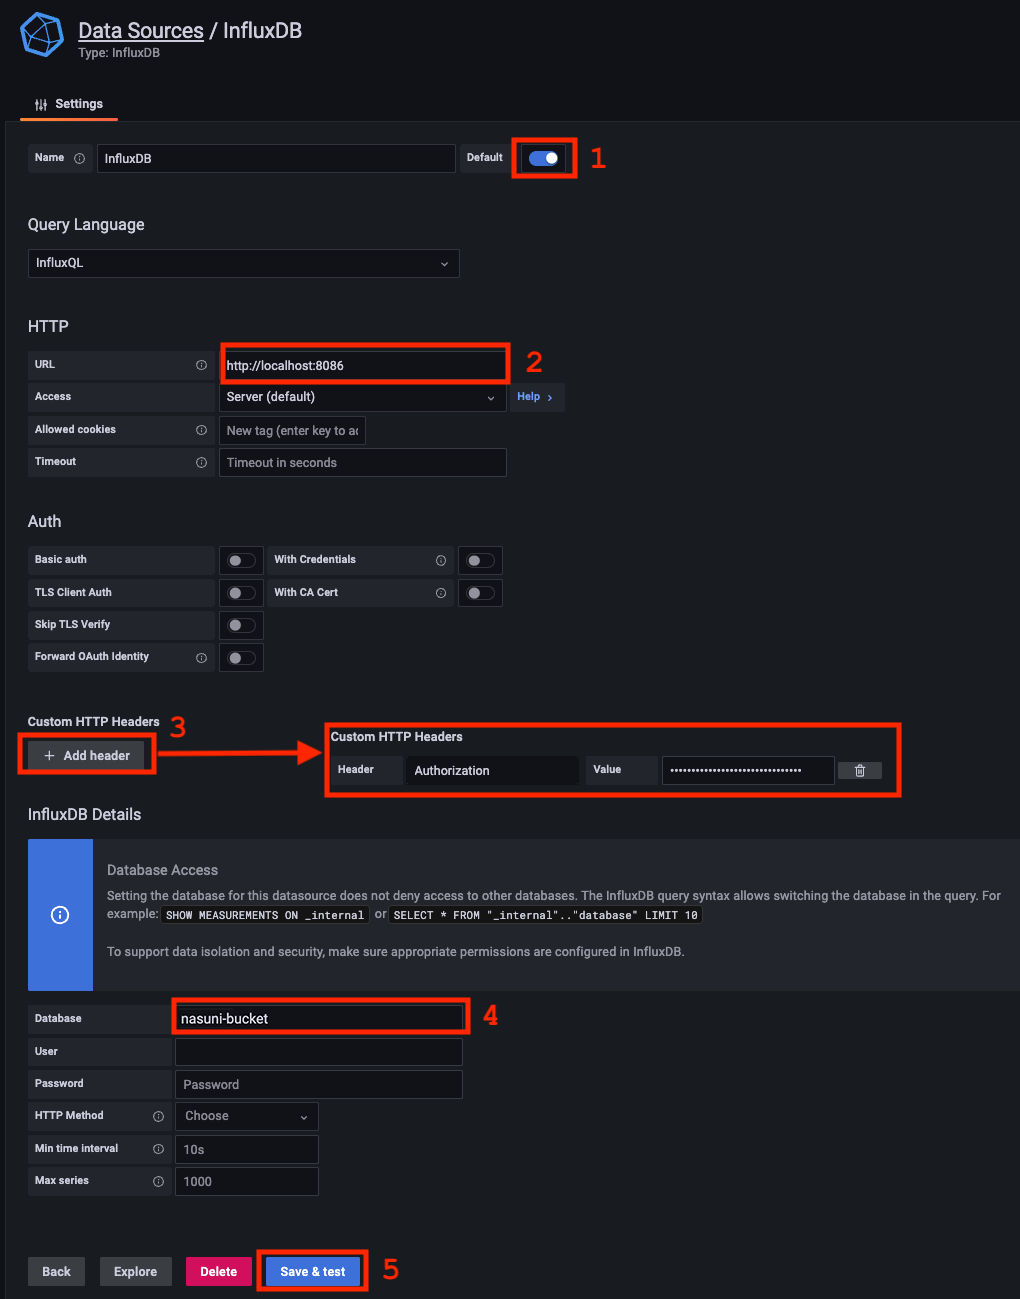 Data Sources / InfluxDB
Type: InfluxDB
Settings
Name InfluxDB Default 1
Query Language
InfluxQL
HTTP
URL http://localhost:8086 2
Access Server (default) Help >
Allowed cookies New tag (enter key to ac
Timeout Timeout in seconds
Auth
Basic auth With Credentials
TLS Client Auth With CA Cert
Skip TLS Verify
Forward OAuth Identity
Custom HTTP Headers 3
+ Add header
Custom HTTP Headers
Header Authorization Value •••••••••••••••••••••••••••••••
InfluxDB Details
Database Access
Setting the database for this datasource does not deny access to other databases. The InfluxDB query syntax allows switching the database in the query. For
example: SHOW MEASUREMENTS ON _internal or SELECT * FROM "_internal".."database" LIMIT 10
To support data isolation and security, make sure appropriate permissions are configured in InfluxDB.
Database nasuni-bucket 4
User
Password Password
HTTP Method Choose
Min time interval 10s
Max series 1000
Back Explore Delete Save & test 5